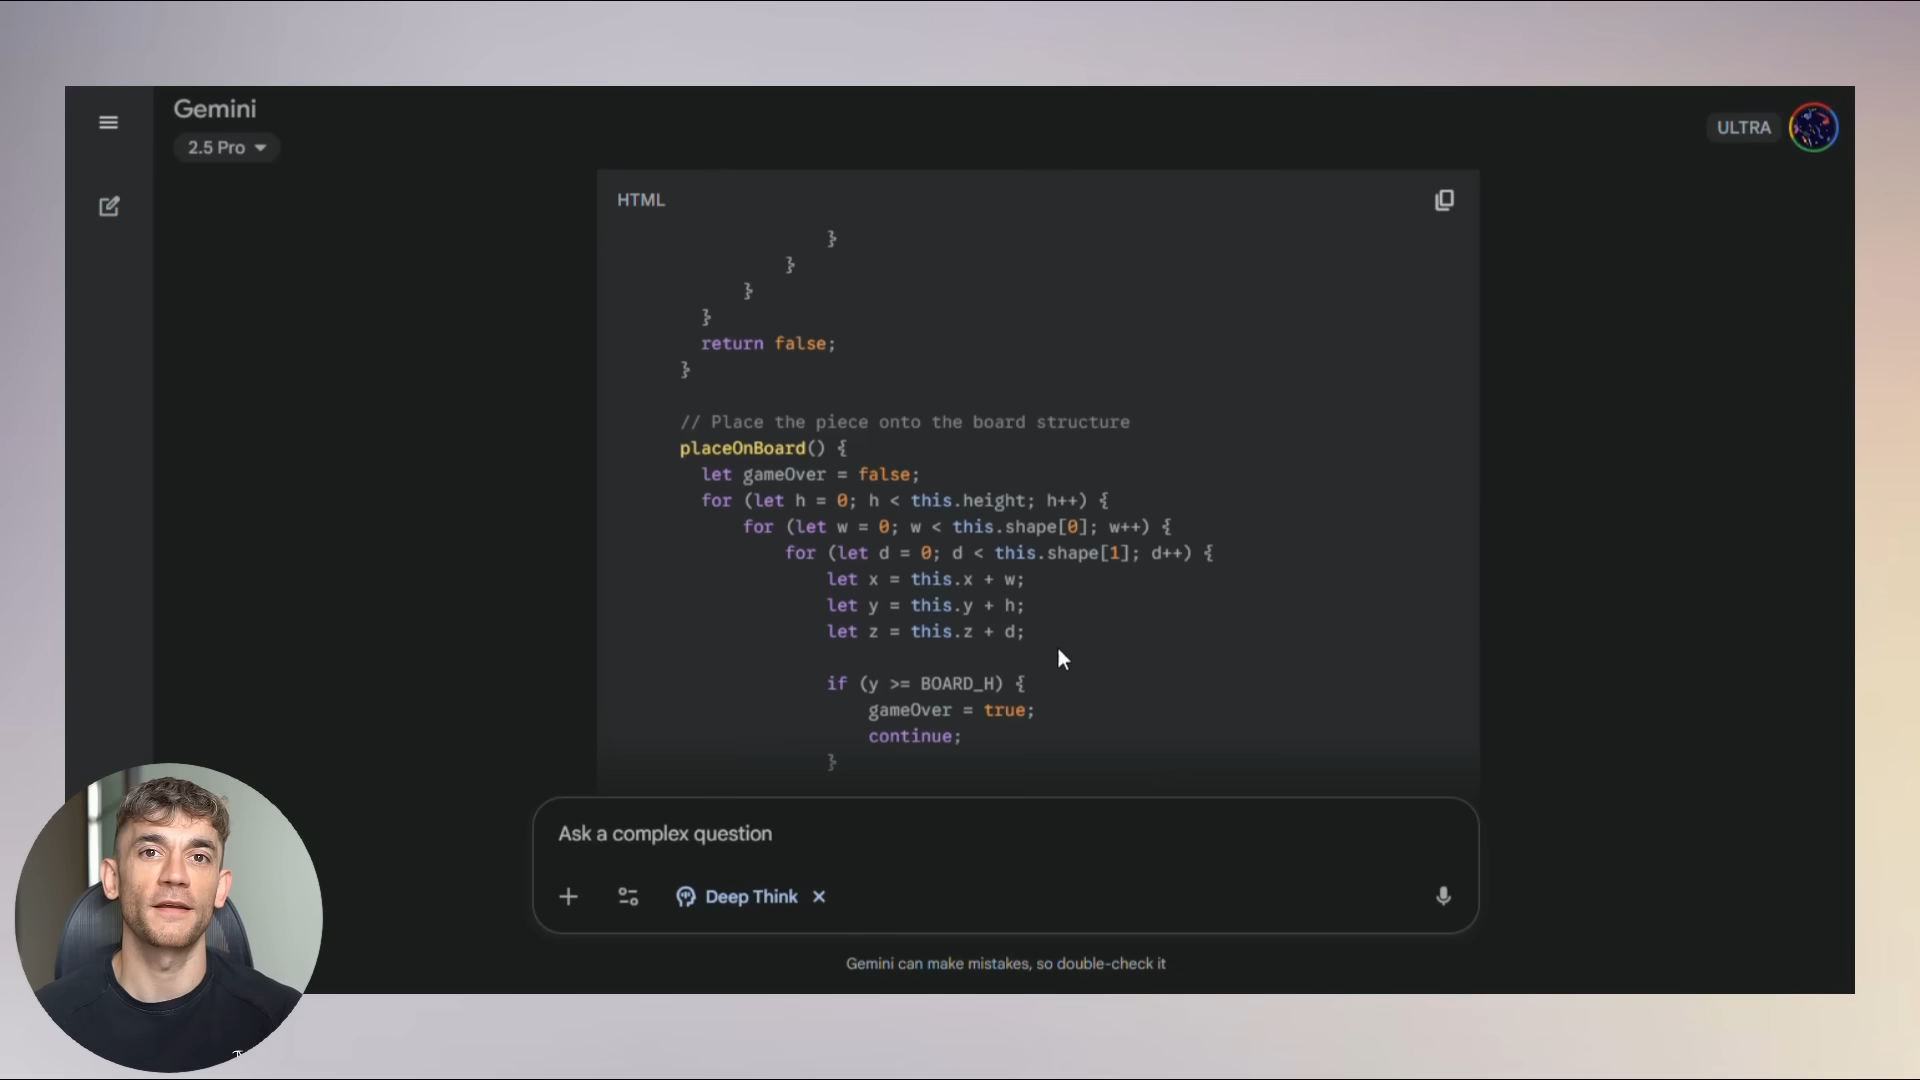 Gemini
2.5 Pro
ULTRA
HTML
}
}
}
}
return false;
}
// Place the piece onto the board structure
placeOnBoard() {
let gameOver = false;
for (let h = 0; h < this.height; h++) {
for (let w = 0; w < this.shape[0]; w++) {
for (let d = 0; d < this.shape[1]; d++) {
let x = this.x + w;
let y = this.y + h;
let z = this.z + d;
if (y >= BOARD_H) {
gameOver = true;
continue;
}
Ask a complex question
Deep Think
Gemini can make mistakes, so double-check it